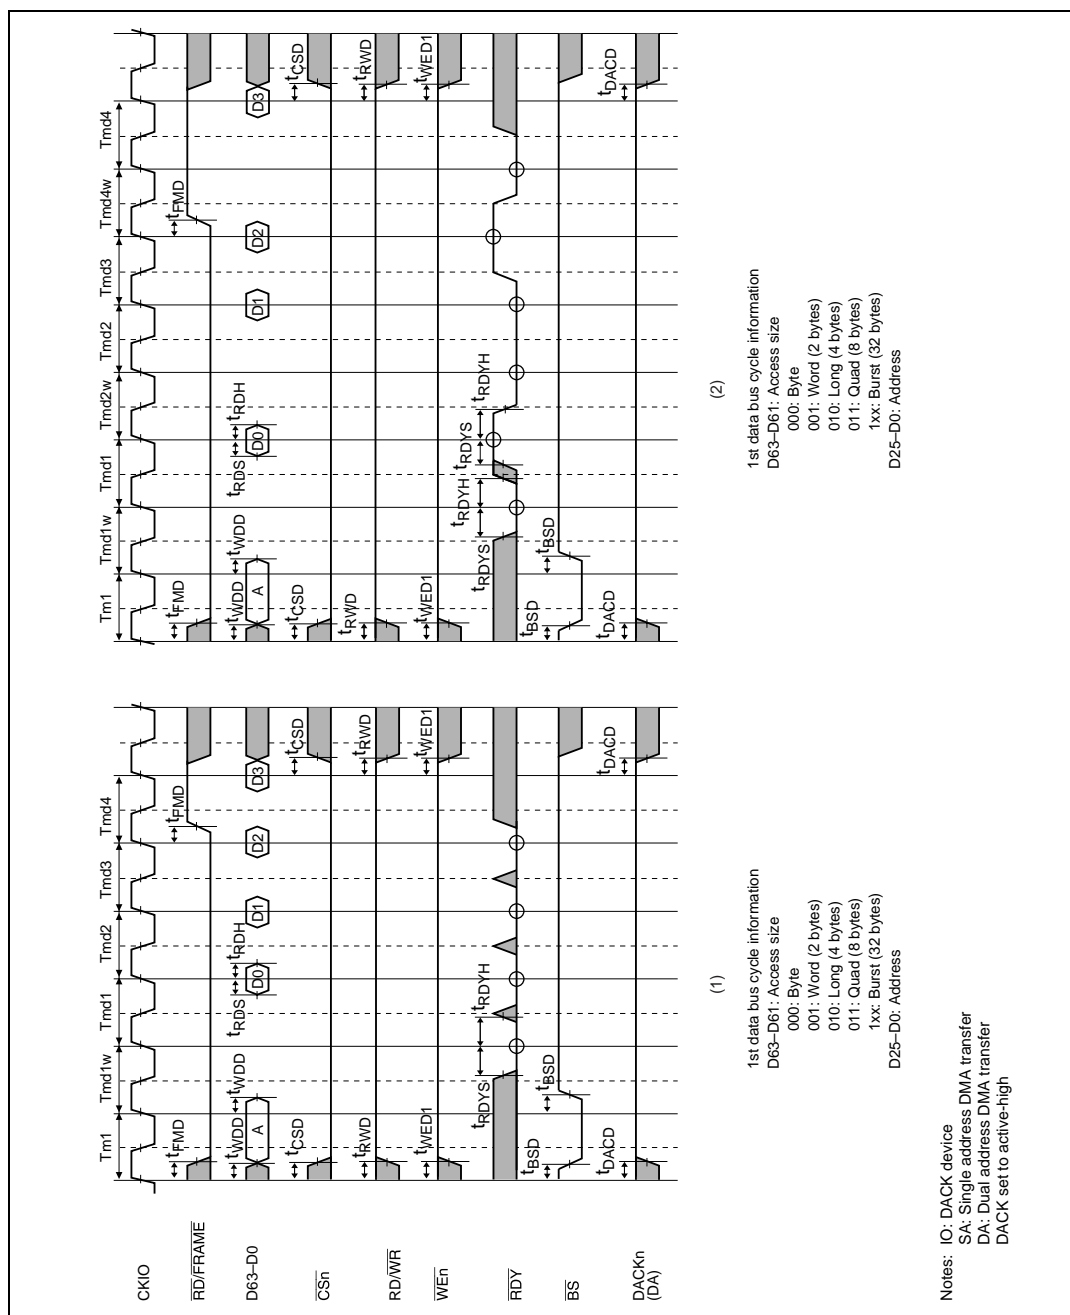 Tm1
Tmd1w
Tmd1
Tmd2
Tmd3
Tmd4
CKIO
tFMD
tFMD
RD/FRAME
tWDD
tWDD
tRDS
tRDH
D63–D0
A
D0
D1
D2
D3
tCSD
tCSD
CSn
tRWD
tRWD
RD/WR
tWED1
tWED1
WEn
tRDYS
tRDYH
RDY
tBSD
tBSD
BS
tDACD
tDACD
DACKn
(DA)
(1)
1st data bus cycle information
D63–D61: Access size
000: Byte
001: Word (2 bytes)
010: Long (4 bytes)
011: Quad (8 bytes)
1xx: Burst (32 bytes)
D25–D0: Address
Tm1
Tmd1w
Tmd1
Tmd2w
Tmd2
Tmd3
Tmd4w
Tmd4
tFMD
tFMD
tWDD
tWDD
tRDS
tRDH
A
D0
D1
D2
D3
tCSD
tCSD
tRWD
tRWD
tWED1
tWED1
tRDYS
tRDYH
tRDYS
tRDYH
tBSD
tBSD
tDACD
tDACD
(2)
1st data bus cycle information
D63–D61: Access size
000: Byte
001: Word (2 bytes)
010: Long (4 bytes)
011: Quad (8 bytes)
1xx: Burst (32 bytes)
D25–D0: Address
Notes: IO: DACK device
SA: Single address DMA transfer
DA: Dual address DMA transfer
DACK set to active-high